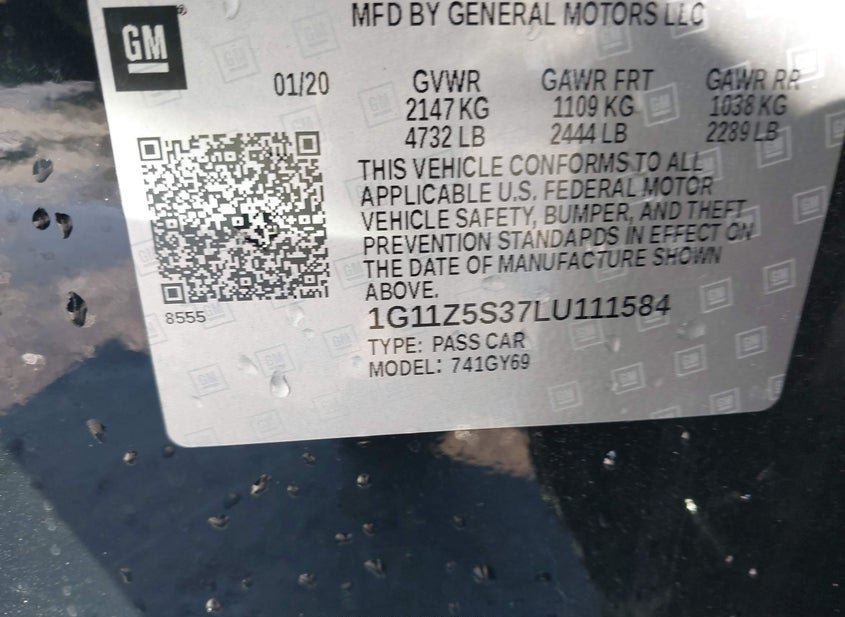 GM
MFD BY GENERAL MOTORS LLC
01/20
GVWR GAWR FRT GAWR RR
2147 KG 1109 KG 1038 KG
4732 LB 2444 LB 2289 LB
THIS VEHICLE CONFORMS TO ALL
APPLICABLE U.S. FEDERAL MOTOR
VEHICLE SAFETY, BUMPER, AND THEFT
PREVENTION STANDARDS IN EFFECT ON
THE DATE OF MANUFACTURE SHOWN
ABOVE.
8555
1G11Z5S37LU111584
TYPE: PASS CAR
MODEL: 741GY69